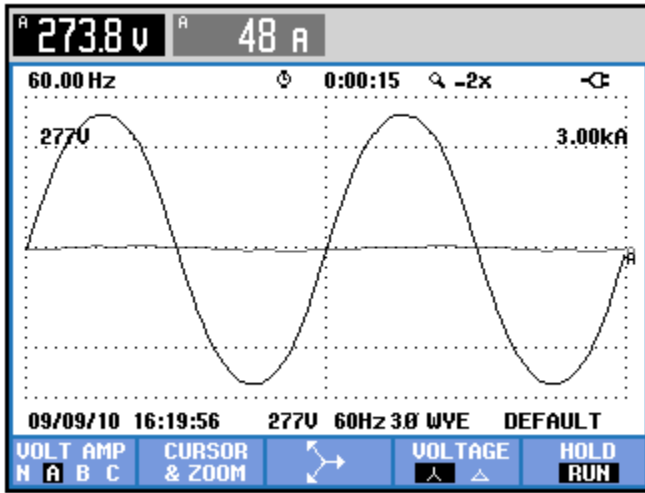 A 273.8 V A 48 A
60.00 Hz 0:00:15 -2x
277V 3.00kA
A
09/09/10 16:19:56 277V 60Hz 3Ø WYE DEFAULT
VOLT AMP CURSOR VOLTAGE HOLD
N A B C & ZOOM RUN